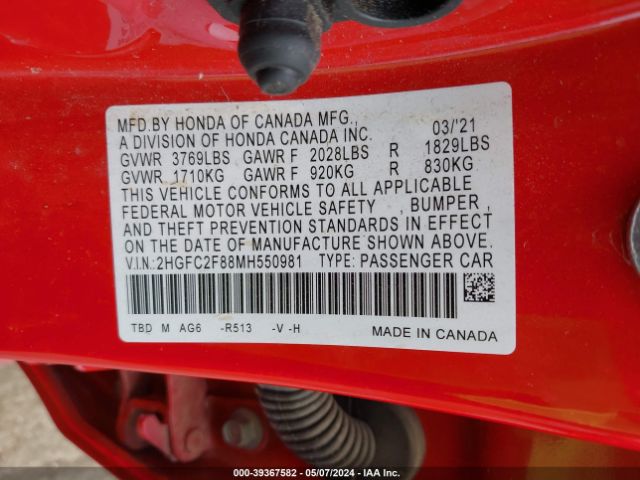 MFD.BY HONDA OF CANADA MFG., 03/'21
A DIVISION OF HONDA CANADA INC.
GVWR 3769LBS GAWR F 2028LBS R 1829LBS
GVWR 1710KG GAWR F 920KG R 830KG
THIS VEHICLE CONFORMS TO ALL APPLICABLE
FEDERAL MOTOR VEHICLE SAFETY , BUMPER ,
AND THEFT PREVENTION STANDARDS IN EFFECT
ON THE DATE OF MANUFACTURE SHOWN ABOVE.
V.I.N.:2HGFC2F88MH550981 TYPE: PASSENGER CAR
TBD M AG6 -R513 -V -H MADE IN CANADA
000-39367582 - 05/07/2024 - IAA Inc.